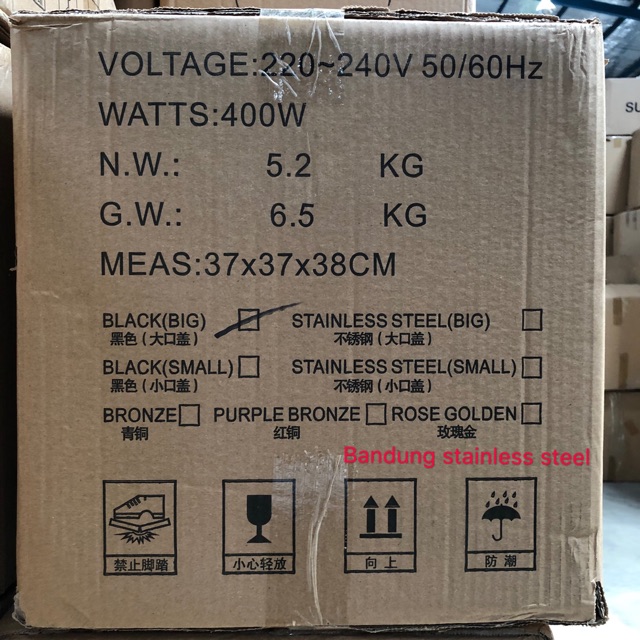 VOLTAGE:220~240V 50/60Hz
WATTS:400W
N.W.: 5.2 KG
G.W.: 6.5 KG
MEAS:37x37x38CM
BLACK(BIG) STAINLESS STEEL(BIG)
黑色(大口盖) 不锈钢(大口盖)
BLACK(SMALL) STAINLESS STEEL(SMALL)
黑色(小口盖) 不锈钢(小口盖)
BRONZE PURPLE BRONZE ROSE GOLDEN
青铜 红铜 玫瑰金
Bandung stainless steel
禁止脚踏 小心轻放 向上 防潮
SU